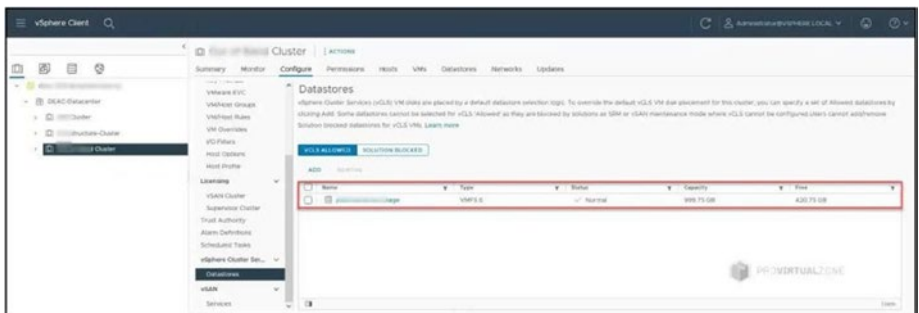 vSphere Client
Administrator@VSPHERE.LOCAL
Cluster
ACTIONS
Summary Monitor Configure Permissions Hosts VMs Datastores Networks Updates
DEAC-Datacenter
Cluster
structure-Cluster
Cluster
VMware EVC
VM/Host Groups
VM/Host Rules
VM Overrides
I/O Filters
Host Options
Host Profile
Licensing
vSAN Cluster
Supervisor Cluster
Trust Authority
Alarm Definitions
Scheduled Tasks
vSphere Cluster Ser...
Datastores
vSAN
Services
Datastores
vSphere Cluster Services (vCLS) VM disks are placed by a default datastore selection logic. To override the default vCLS VM disk placement for this cluster, you can specify a set of Allowed datastores by
clicking Add. Some datastores cannot be selected for vCLS 'Allowed' as they are blocked by solutions as SRM or vSAN maintenance mode where vCLS cannot be configured.Users cannot add/remove
Solution blocked datastores for vCLS VMs. Learn more
VCLS ALLOWED SOLUTION BLOCKED
ADD
Name Type Status Capacity Free
rage VMFS 6 Normal 999.75 GB 430.75 GB
PROVIRTUALZONE